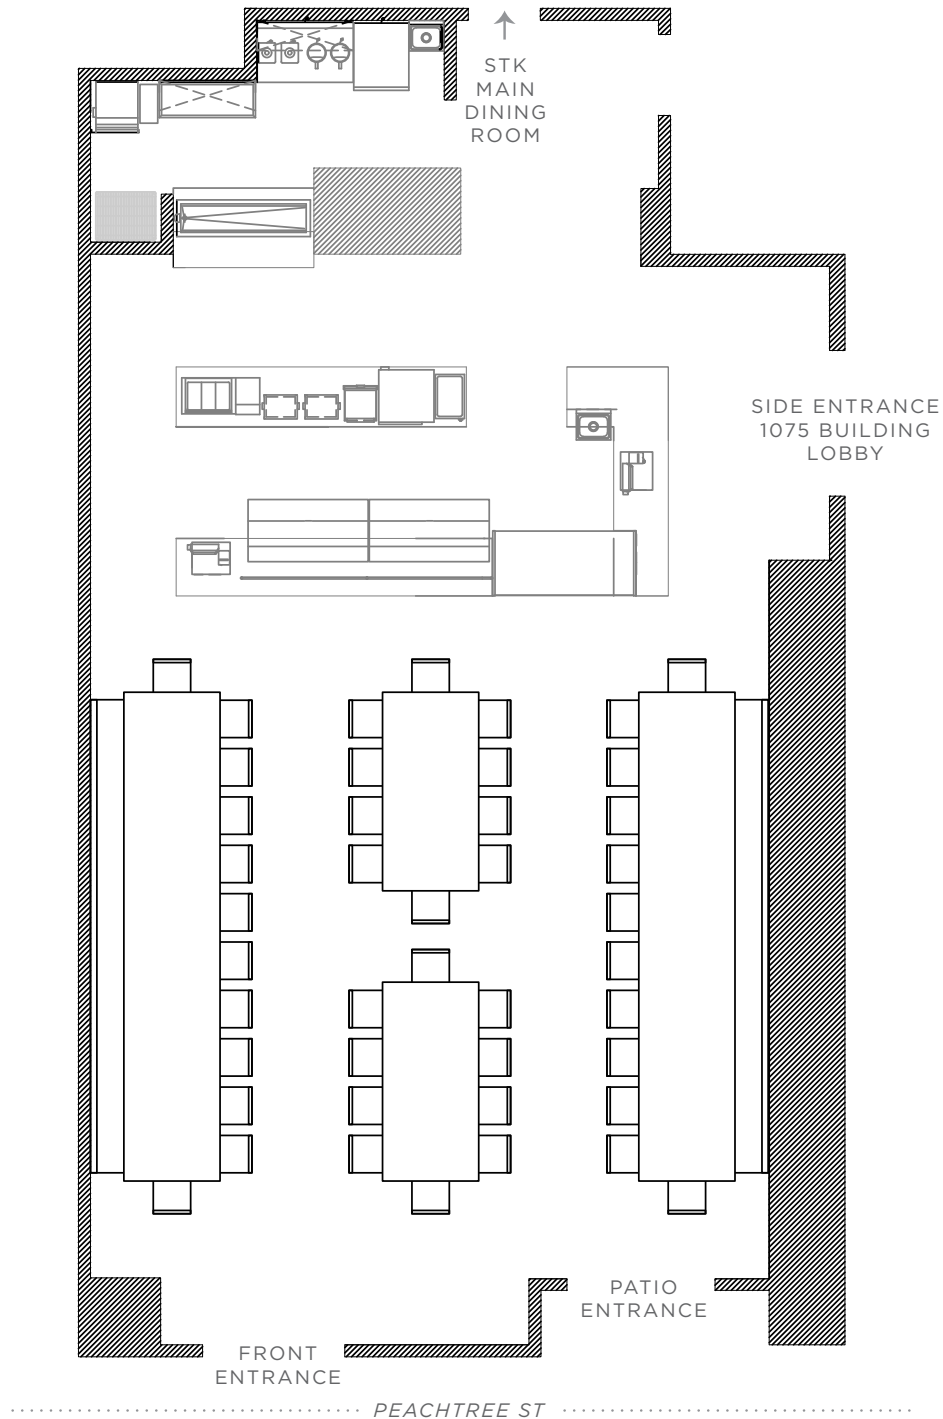 STK
MAIN
DINING
ROOM
SIDE ENTRANCE
1075 BUILDING
LOBBY
PATIO
ENTRANCE
FRONT
ENTRANCE
PEACHTREE ST